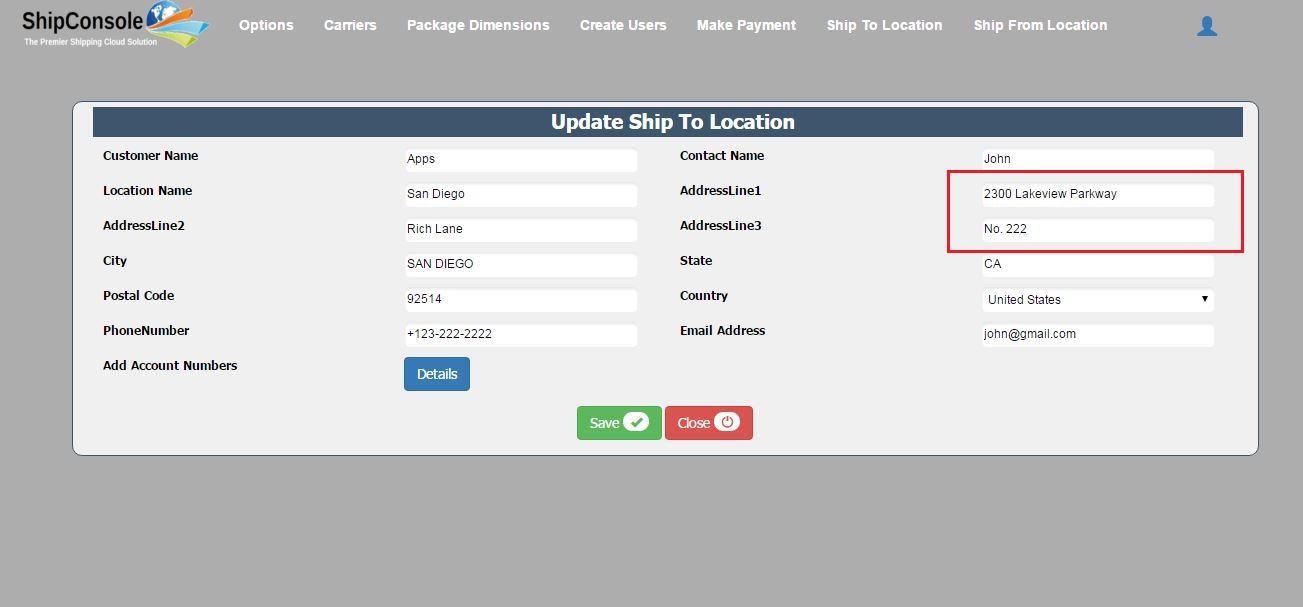 ShipConsole
The Premier Shipping Cloud Solution
Options Carriers Package Dimensions Create Users Make Payment Ship To Location Ship From Location
Update Ship To Location
Customer Name Apps Contact Name John
Location Name San Diego AddressLine1 2300 Lakeview Parkway
AddressLine2 Rich Lane AddressLine3 No. 222
City SAN DIEGO State CA
Postal Code 92514 Country United States
PhoneNumber +123-222-2222 Email Address john@gmail.com
Add Account Numbers Details
Save Close